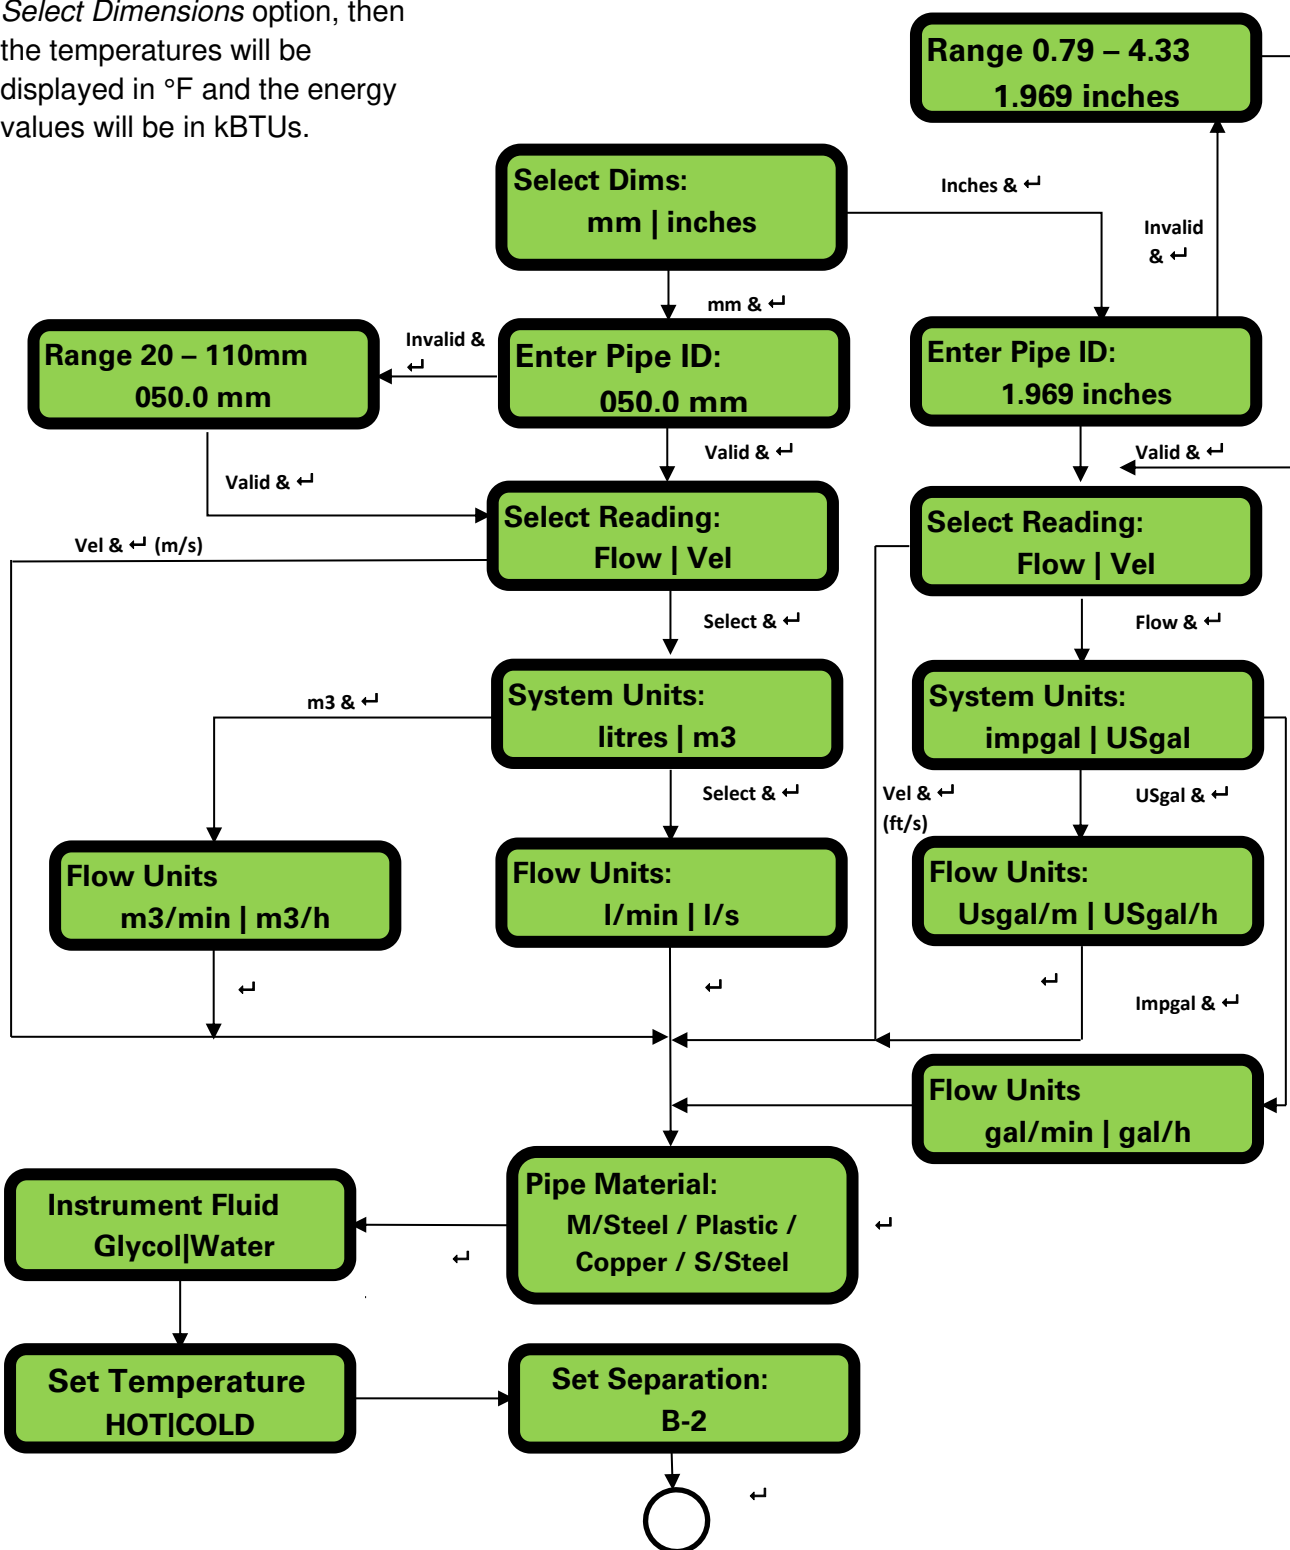 Select Dimensions option, then
the temperatures will be
displayed in °F and the energy
values will be in kBTUs.
Range 0.79 – 4.33
1.969 inches
Select Dims:
mm | inches
Inches & ↵
Invalid
& ↵
mm & ↵
Range 20 – 110mm
050.0 mm
Invalid &
↵
Enter Pipe ID:
050.0 mm
Enter Pipe ID:
1.969 inches
Valid & ↵
Valid & ↵
Valid & ↵
Select Reading:
Flow | Vel
Select Reading:
Flow | Vel
Vel & ↵ (m/s)
Select & ↵
Flow & ↵
m3 & ↵
System Units:
litres | m3
System Units:
impgal | USgal
Select & ↵
Vel & ↵
(ft/s)
USgal & ↵
Flow Units
m3/min | m3/h
Flow Units:
l/min | l/s
Flow Units:
Usgal/m | USgal/h
↵
↵
↵
Impgal & ↵
Flow Units
gal/min | gal/h
Pipe Material:
M/Steel / Plastic /
Copper / S/Steel
↵
Instrument Fluid
Glycol|Water
↵
Set Temperature
HOT|COLD
Set Separation:
B-2
↵